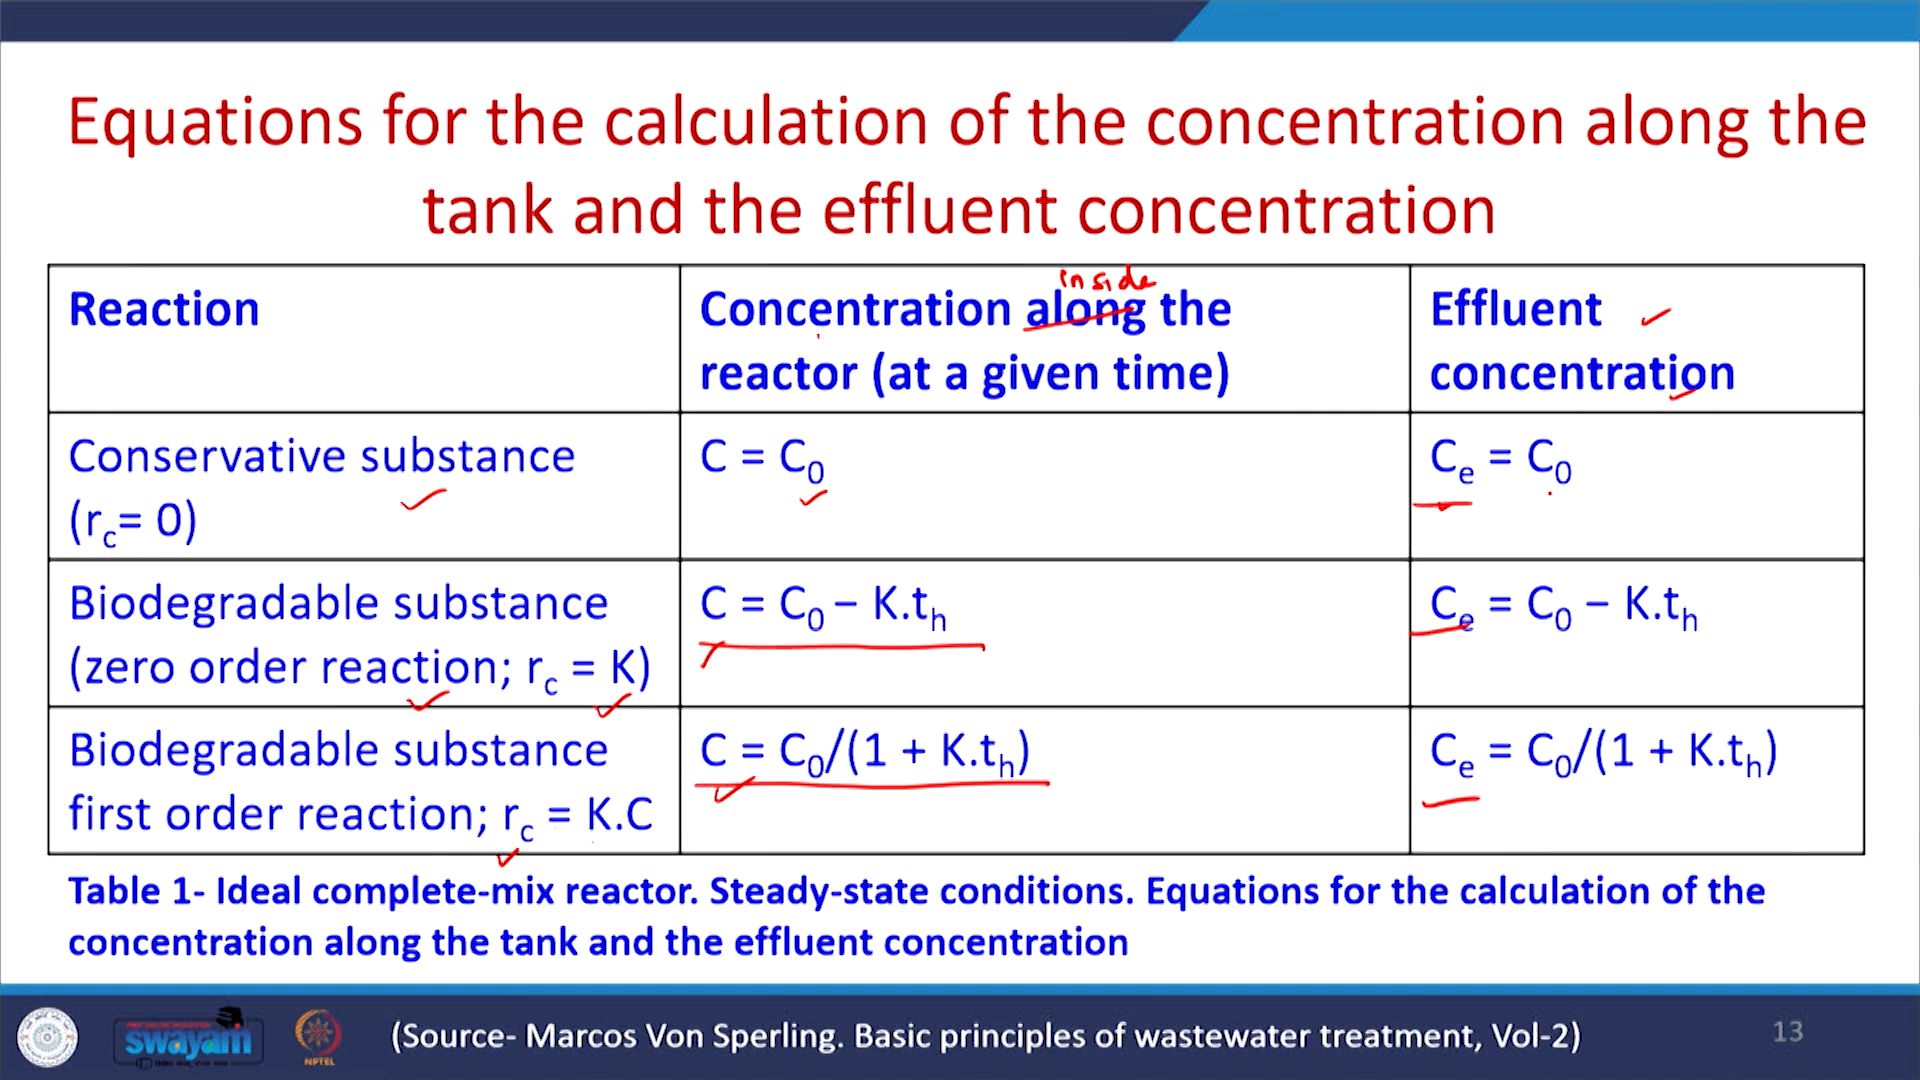 Equations for the calculation of the concentration along the
tank and the effluent concentration
Reaction
inside
Concentration along the
reactor (at a given time)
Effluent
concentration
Conservative substance
(rc= 0)
C = C0
Ce = C0
Biodegradable substance
(zero order reaction; rc = K)
C = C0 – K.th
Ce = C0 – K.th
Biodegradable substance
first order reaction; rc = K.C
C = C0/(1 + K.th)
Ce = C0/(1 + K.th)
Table 1- Ideal complete-mix reactor. Steady-state conditions. Equations for the calculation of the
concentration along the tank and the effluent concentration
swayam
NPTEL
(Source- Marcos Von Sperling. Basic principles of wastewater treatment, Vol-2)
13